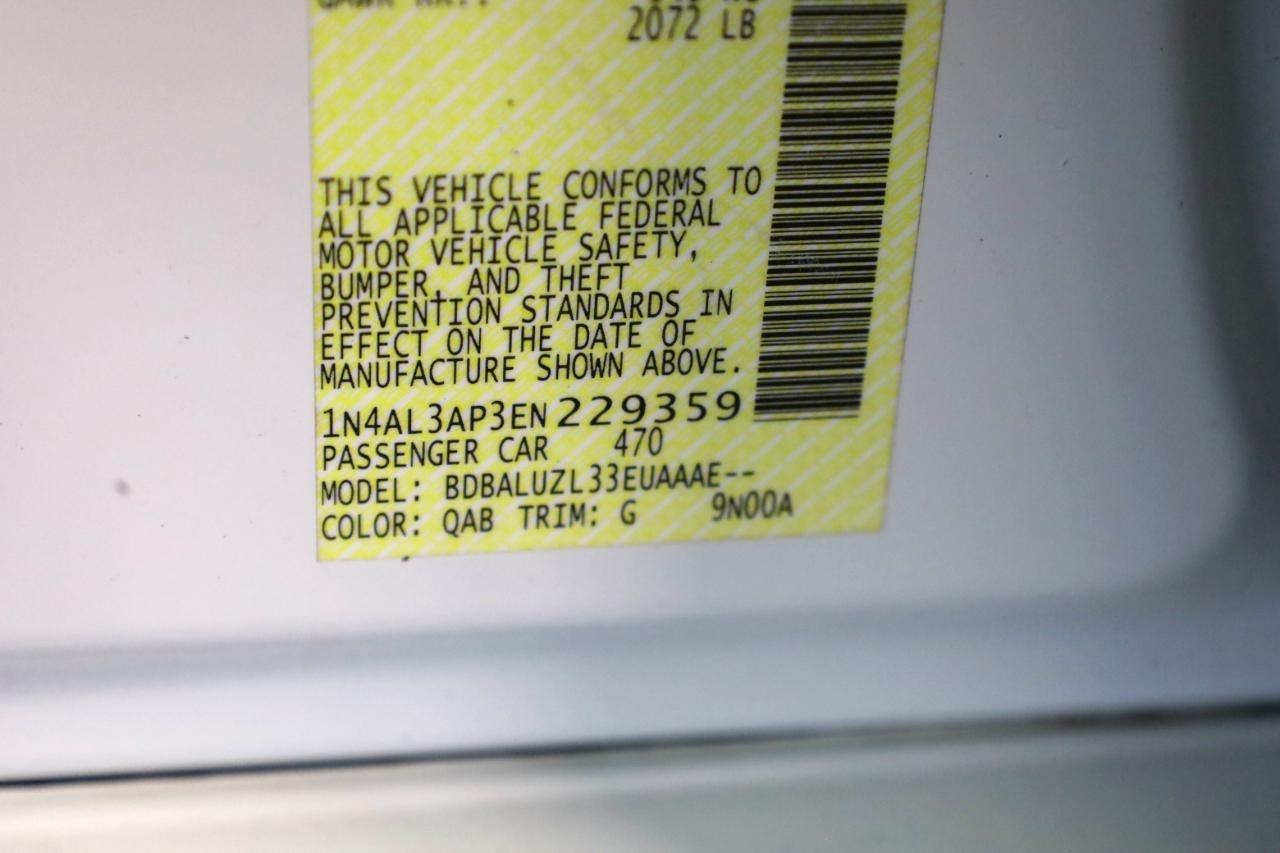 2072 LB
THIS VEHICLE CONFORMS TO
ALL APPLICABLE FEDERAL
MOTOR VEHICLE SAFETY,
BUMPER, AND THEFT
PREVENTION STANDARDS IN
EFFECT ON THE DATE OF
MANUFACTURE SHOWN ABOVE.
1N4AL3AP3EN229359
PASSENGER CAR 470
MODEL: BDBALUZL33EUAAAE--
COLOR: QAB TRIM: G 9N00A